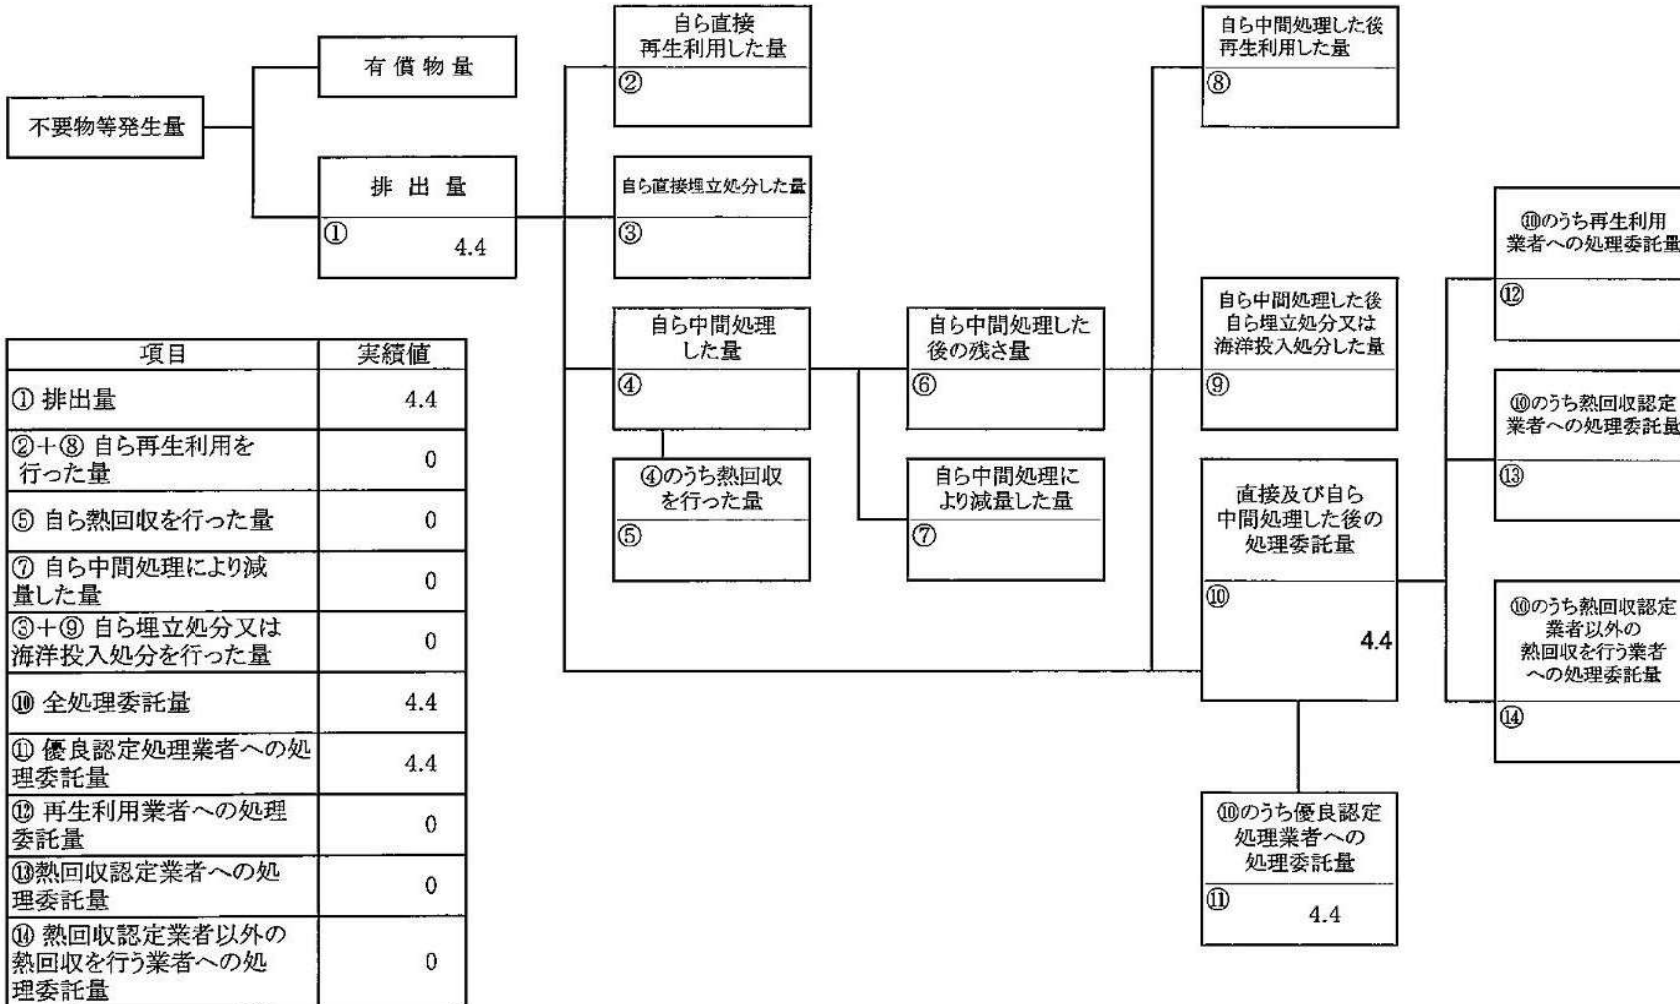 不要物等発生量
有償物量
排出量
①
4.4
自ら直接
再生利用した量
②
自ら直接埋立処分した量
③
自ら中間処理
した量
④
④のうち熱回収
を行った量
⑤
自ら中間処理した
後の残さ量
⑥
自ら中間処理に
より減量した量
⑦
自ら中間処理した後
再生利用した量
⑧
自ら中間処理した後
自ら埋立処分又は
海洋投入処分した量
⑨
直接及び自ら
中間処理した後の
処理委託量
⑩
4.4
⑩のうち優良認定
処理業者への
処理委託量
⑪
4.4
⑩のうち再生利用
業者への処理委託量
⑫
⑩のうち熱回収認定
業者への処理委託量
⑬
⑩のうち熱回収認定
業者以外の
熱回収を行う業者
への処理委託量
⑭
項目 実績値
① 排出量 4.4
②+⑧ 自ら再生利用を
行った量 0
⑤ 自ら熱回収を行った量 0
⑦ 自ら中間処理により減
量した量 0
③+⑨ 自ら埋立処分又は
海洋投入処分を行った量 0
⑩ 全処理委託量 4.4
⑪ 優良認定処理業者への処
理委託量 4.4
⑫ 再生利用業者への処理
委託量 0
⑬熱回収認定業者への処
理委託量 0
⑭ 熱回収認定業者以外の
熱回収を行う業者への処
理委託量 0